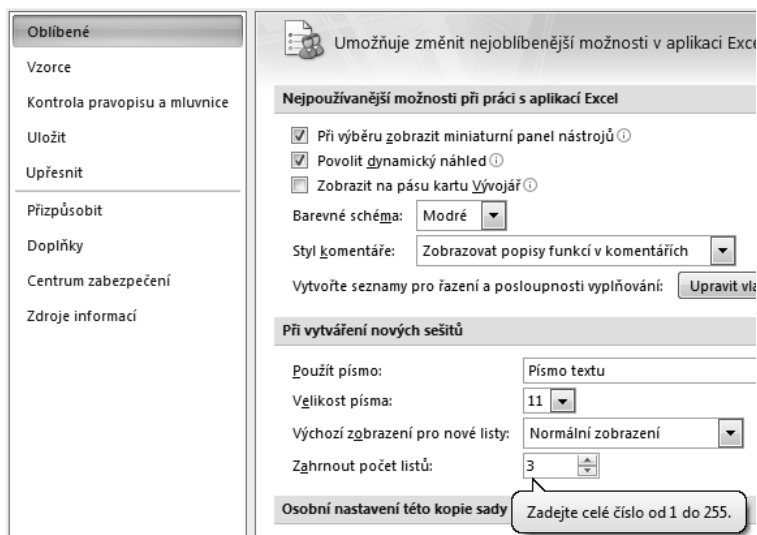 Oblíbené
Vzorce
Kontrola pravopisu a mluvnice
Uložit
Upřesnit
Přizpůsobit
Doplňky
Centrum zabezpečení
Zdroje informací
Umožňuje změnit nejoblíbenější možnosti v aplikaci Exce
Nejpoužívanější možnosti při práci s aplikací Excel
Při výběru zobrazit miniaturní panel nástrojů
Povolit dynamický náhled
Zobrazit na pásu kartu Vývojář
Barevné schéma: Modré
Styl komentáře: Zobrazovat popisy funkcí v komentářích
Vytvořte seznamy pro řazení a posloupnosti vyplňování: Upravit vla
Při vytváření nových sešitů
Použít písmo: Písmo textu
Velikost písma: 11
Výchozí zobrazení pro nové listy: Normální zobrazení
Zahrnout počet listů: 3
Osobní nastavení této kopie sady
Zadejte celé číslo od 1 do 255.